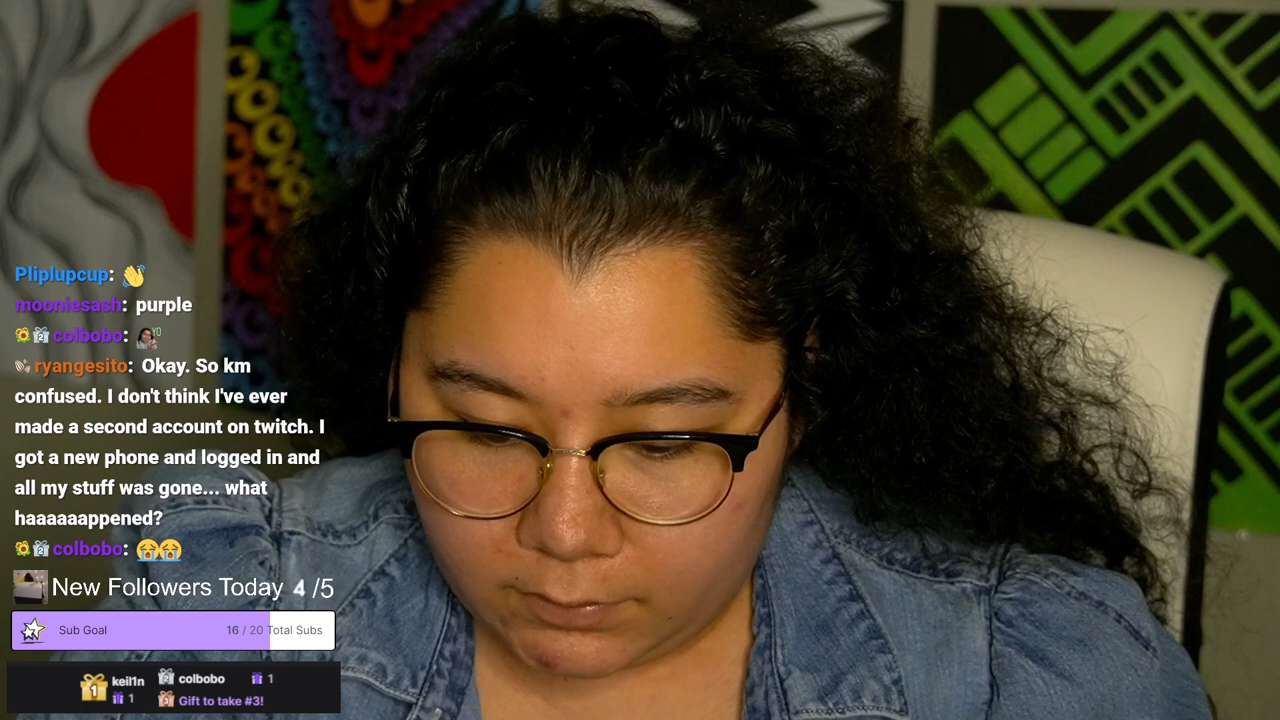 Pliplupcup: 👋
mooniesash: purple
colbobo:
ryangesito: Okay. So km
confused. I don't think I've ever
made a second account on twitch. I
got a new phone and logged in and
all my stuff was gone... what
haaaaaappened?
colbobo: 😭😭
New Followers Today 4 /5
Sub Goal 16 / 20 Total Subs
1 keil1n 1
2 colbobo 1
3 Gift to take #3!